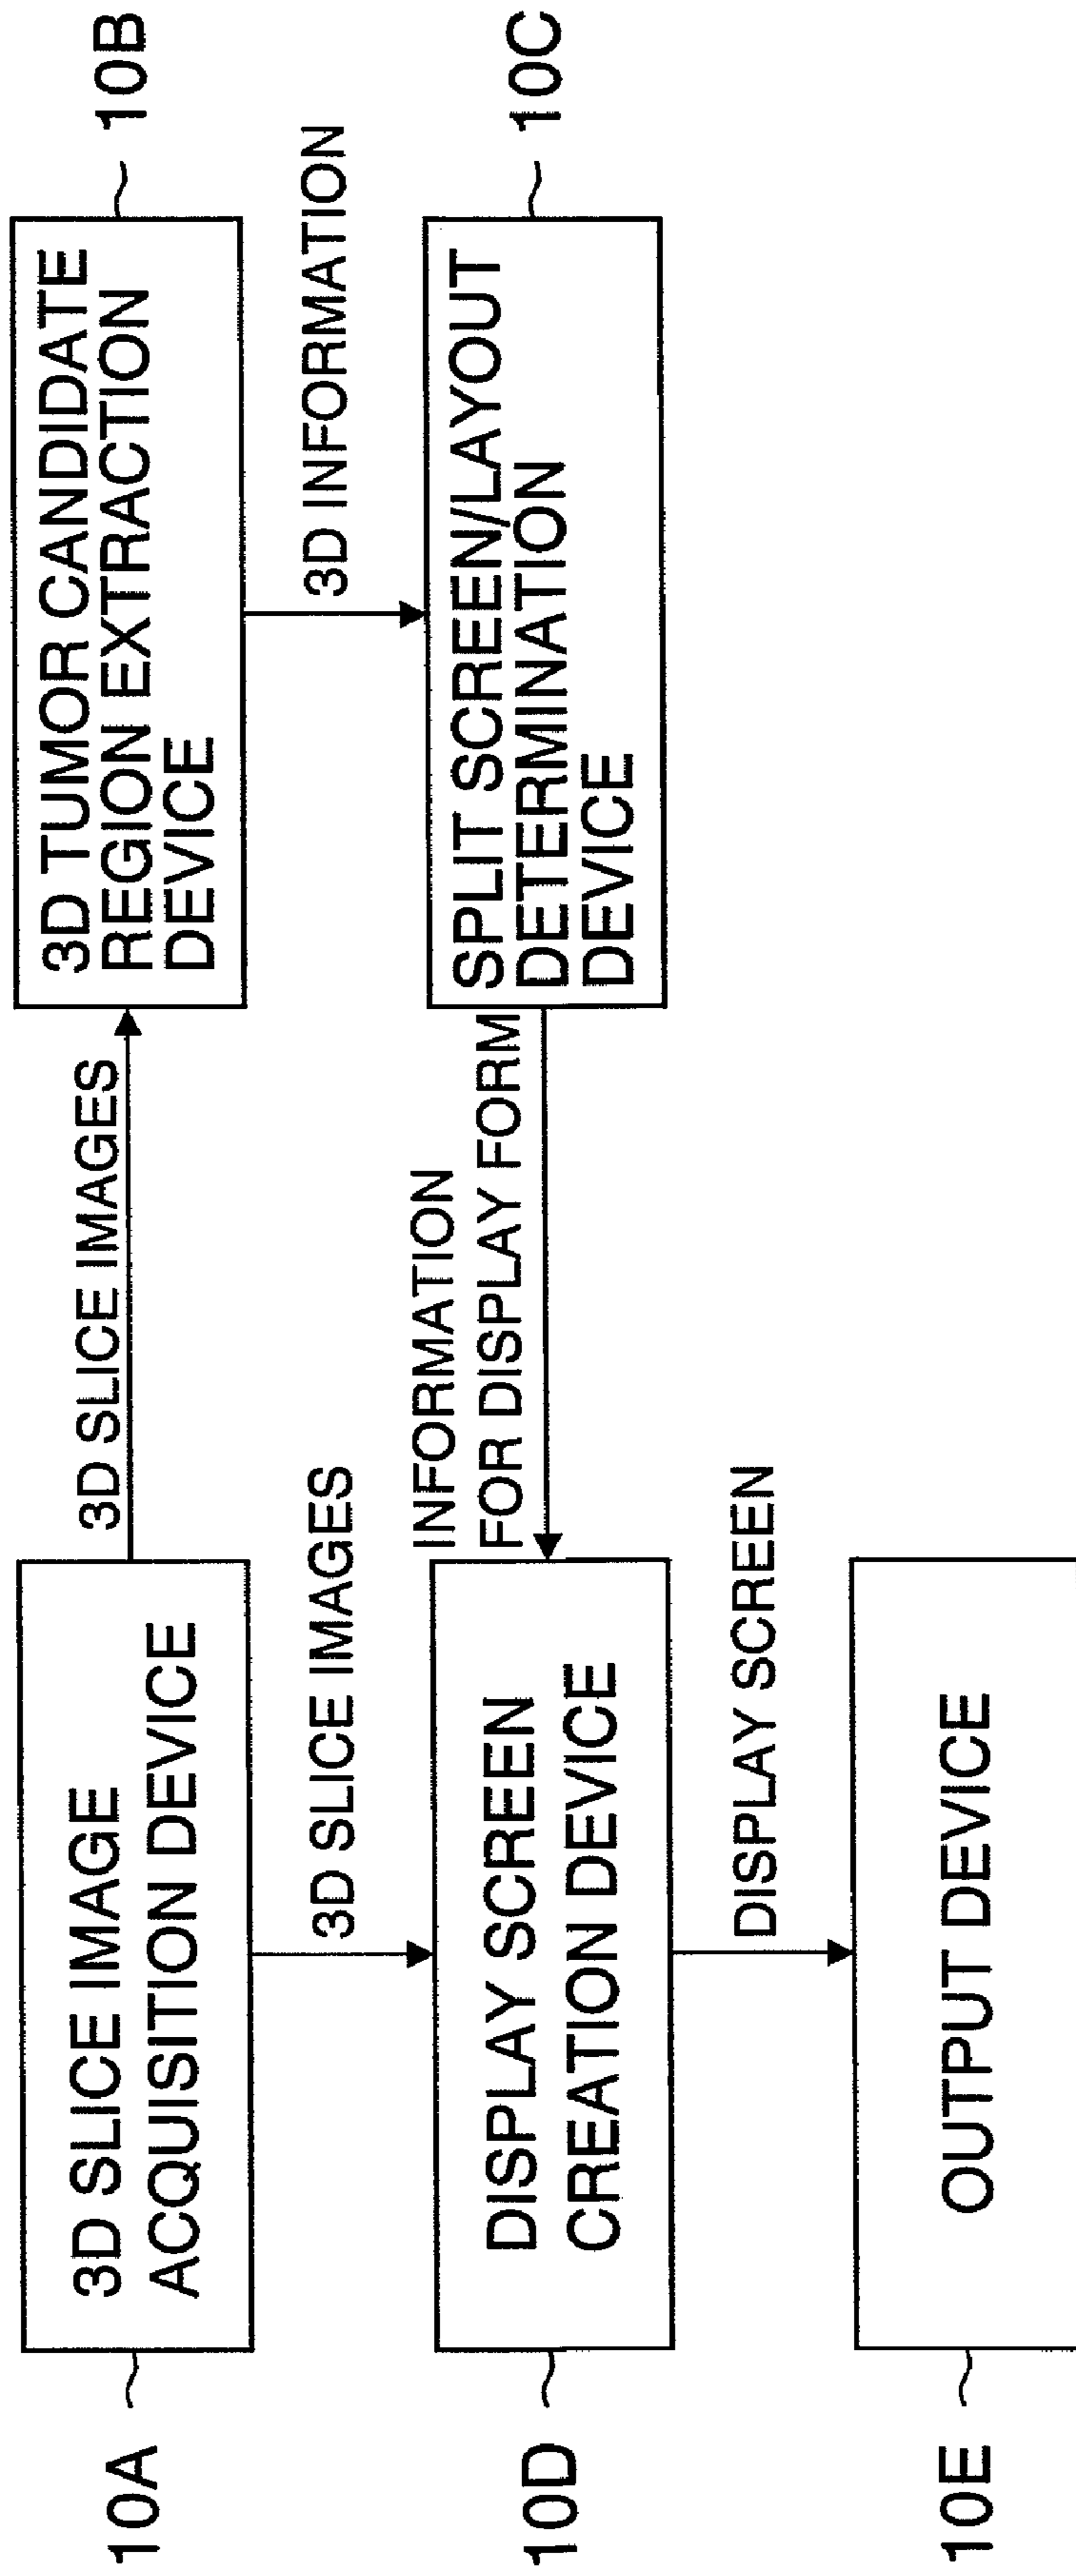 10A
3D SLICE IMAGE
ACQUISITION DEVICE
3D SLICE IMAGES
3D TUMOR CANDIDATE
REGION EXTRACTION
DEVICE
10B
3D SLICE IMAGES
3D INFORMATION
10D
DISPLAY SCREEN
CREATION DEVICE
INFORMATION
FOR DISPLAY FORM
SPLIT SCREEN/LAYOUT
DETERMINATION
DEVICE
10C
DISPLAY SCREEN
10E
OUTPUT DEVICE